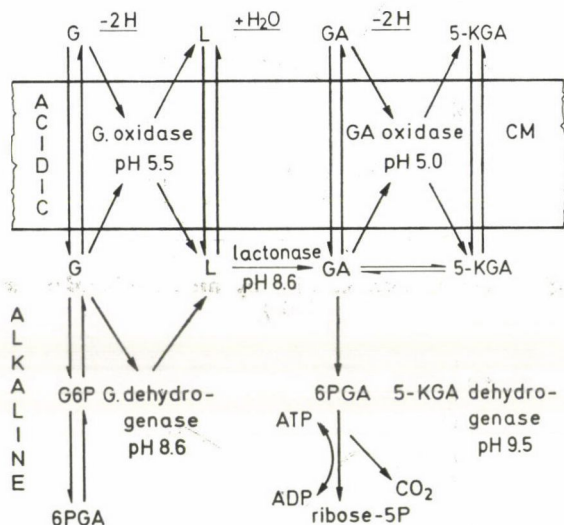 G -2H L +H₂O GA -2H 5-KGA
ACIDIC
G. oxidase
pH 5.5
GA oxidase
pH 5.0
CM
G L lactonase GA 5-KGA
pH 8.6
ALKALINE
G6P G. dehydro-
genase
pH 8.6
6PGA 5-KGA dehydro-
genase
pH 9.5
ATP
ADP
CO₂
ribose-5P
6PGA